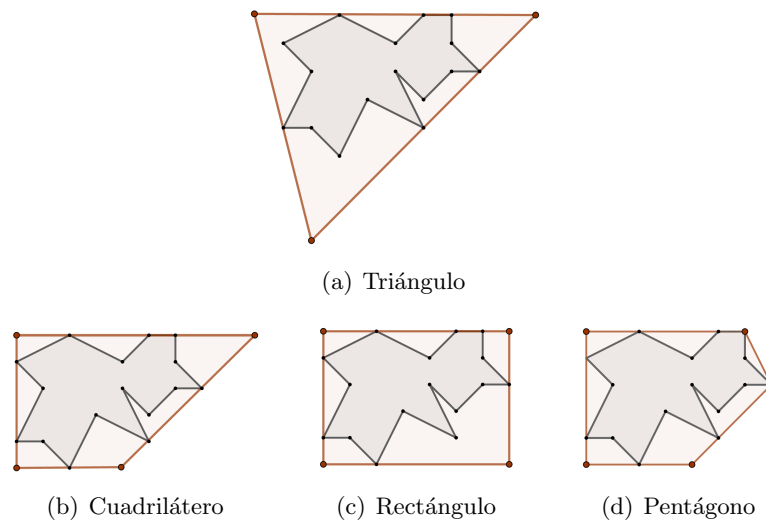 (a) Triángulo
(b) Cuadrilátero
(c) Rectángulo
(d) Pentágono